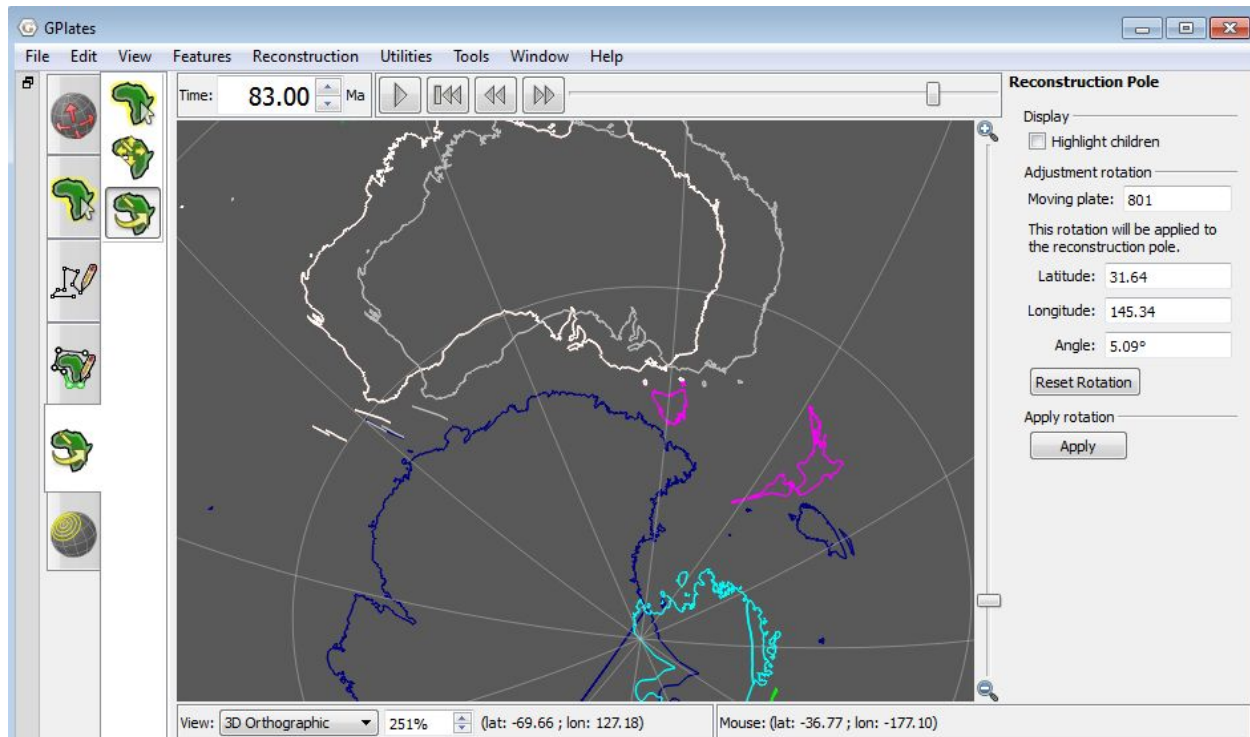 GPlates
File Edit View Features Reconstruction Utilities Tools Window Help
Time: 83.00 Ma
Reconstruction Pole
Display
Highlight children
Adjustment rotation
Moving plate: 801
This rotation will be applied to
the reconstruction pole.
Latitude: 31.64
Longitude: 145.34
Angle: 5.09°
Reset Rotation
Apply rotation
Apply
View: 3D Orthographic 251% (lat: -69.66 ; lon: 127.18) Mouse: (lat: -36.77 ; lon: -177.10)